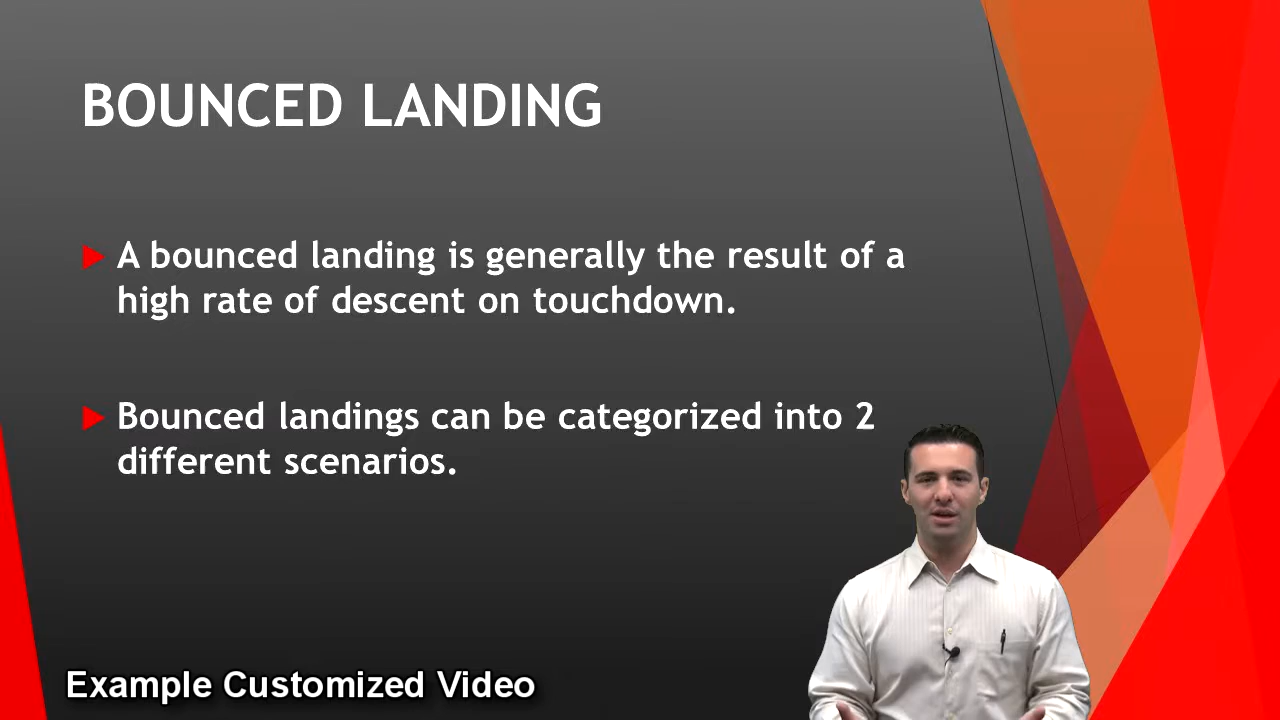 BOUNCED LANDING
A bounced landing is generally the result of a
high rate of descent on touchdown.
Bounced landings can be categorized into 2
different scenarios.
Example Customized Video